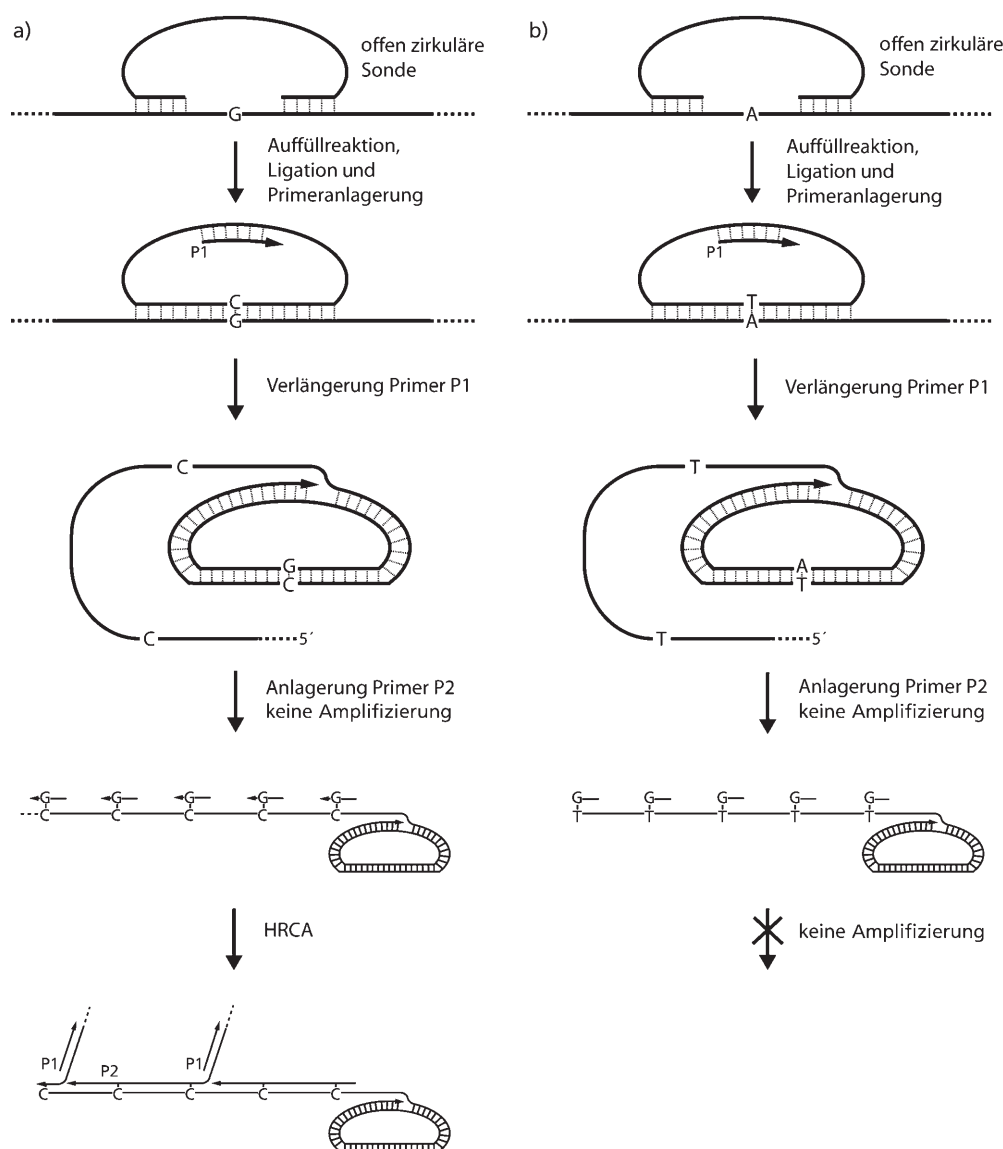 a)
offen zirkuläre
Sonde
G
Auffüllreaktion,
Ligation und
Primeranlagerung
P1
C
G
Verlängerung Primer P1
C
G
C
C
5´
Anlagerung Primer P2
keine Amplifizierung
G G G G G
C C C C C
HRCA
P1 P2 P1
C C C C C
b)
offen zirkuläre
Sonde
A
Auffüllreaktion,
Ligation und
Primeranlagerung
P1
T
A
Verlängerung Primer P1
T
A
T
T
5´
Anlagerung Primer P2
keine Amplifizierung
G G G G G
T T T T T
keine Amplifizierung